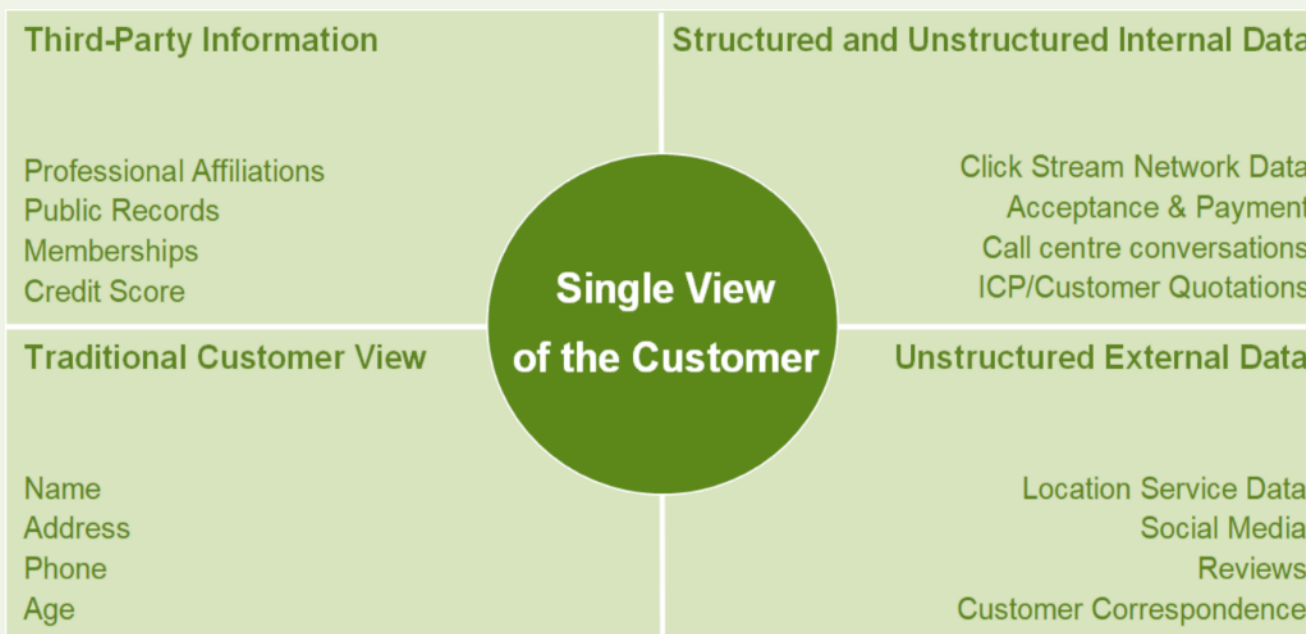 Third-Party Information
Professional Affiliations
Public Records
Memberships
Credit Score
Structured and Unstructured Internal Data
Click Stream Network Data
Acceptance & Payment
Call centre conversations
ICP/Customer Quotations
Single View
of the Customer
Traditional Customer View
Name
Address
Phone
Age
Unstructured External Data
Location Service Data
Social Media
Reviews
Customer Correspondence